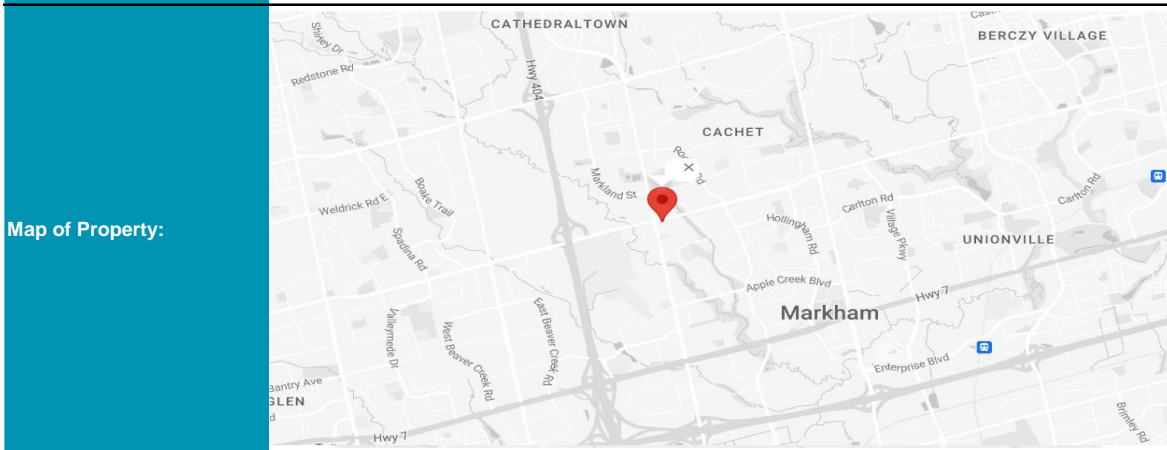 Map of Property:
CATHEDRALTOWN
BERCZY VILLAGE
Shirley Dr
Redstone Rd
Hwy 404
CACHET
Markland St
Boake Trail
Weldrick Rd E
Spadina Rd
Hollingham Rd
Carlton Rd
Village Pkwy
Carlton Rd
UNIONVILLE
Apple Creek Blvd
Hwy 7
Markham
Valleymede Dr
West Beaver Creek Rd
East Beaver Creek Rd
Enterprise Blvd
Bantry Ave
GLEN
Hwy 7
Brimley Rd